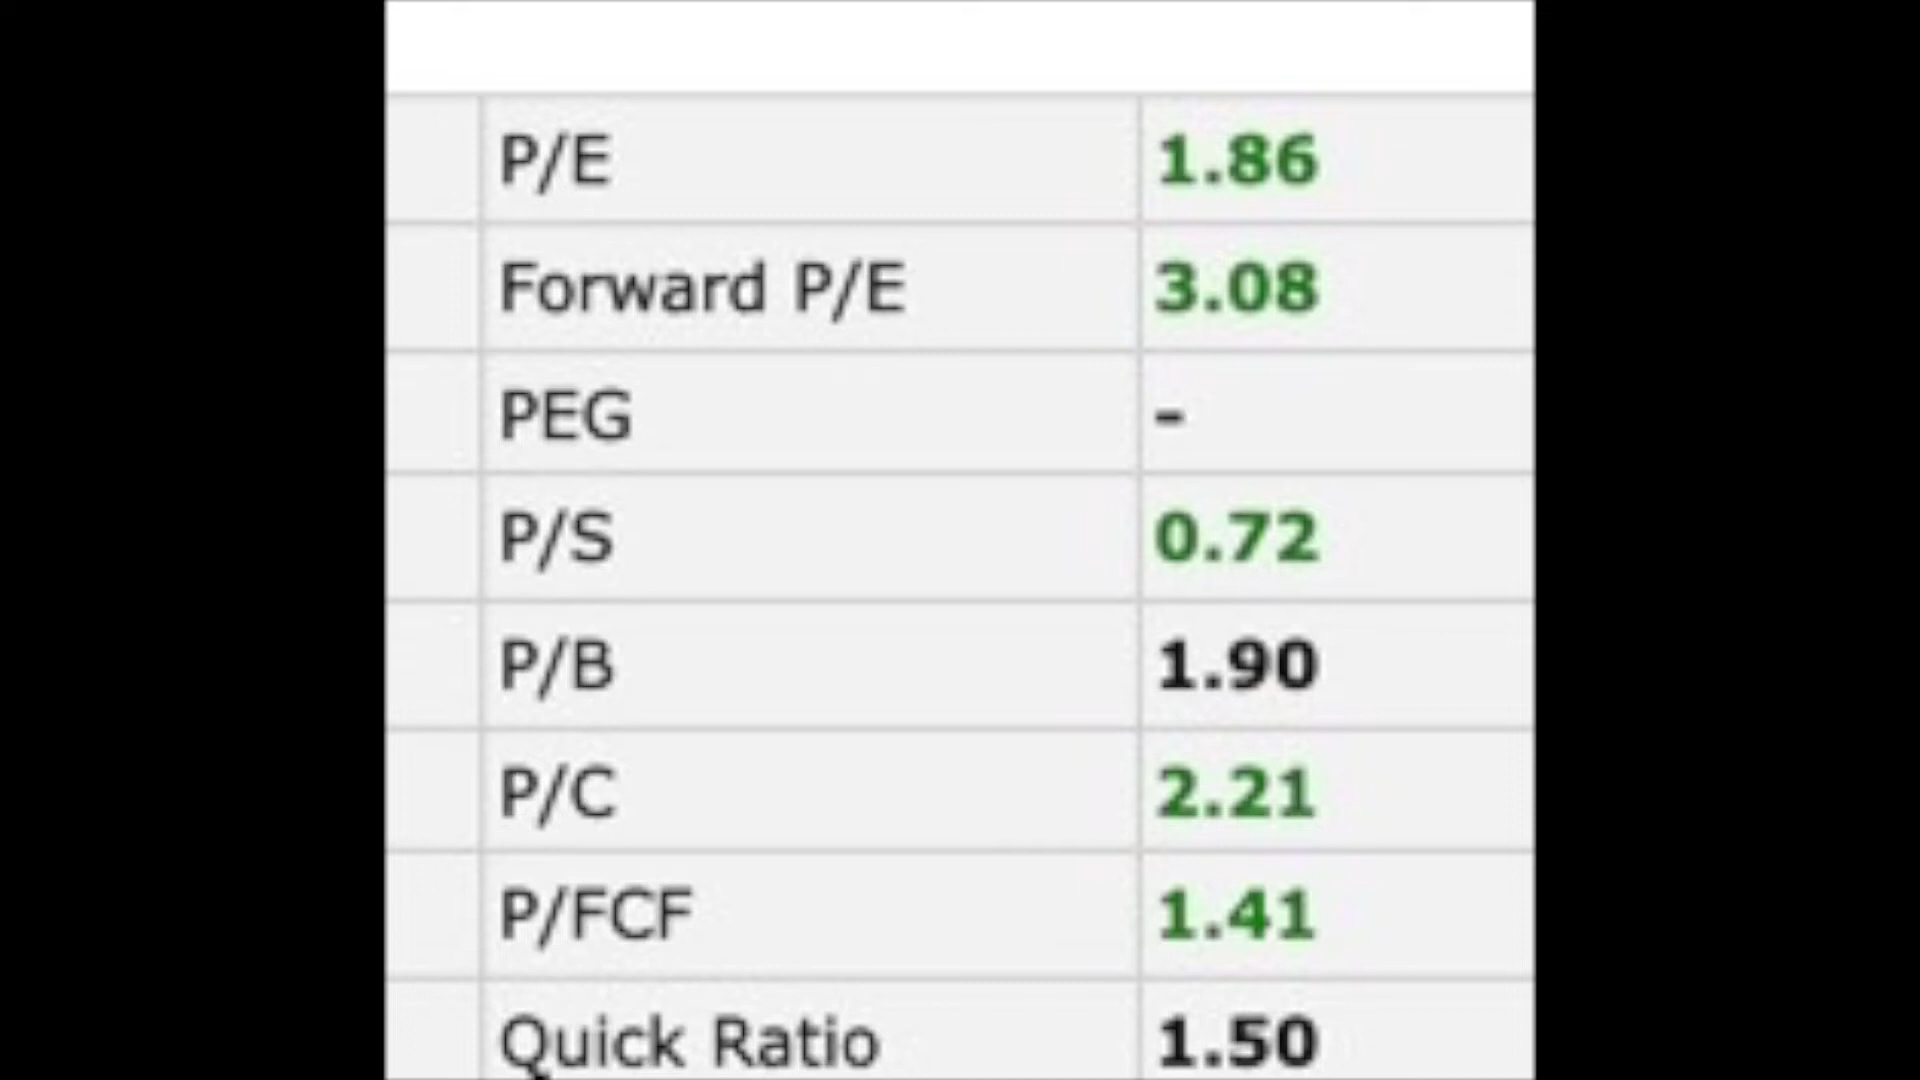 P/E 1.86
Forward P/E 3.08
PEG -
P/S 0.72
P/B 1.90
P/C 2.21
P/FCF 1.41
Quick Ratio 1.50